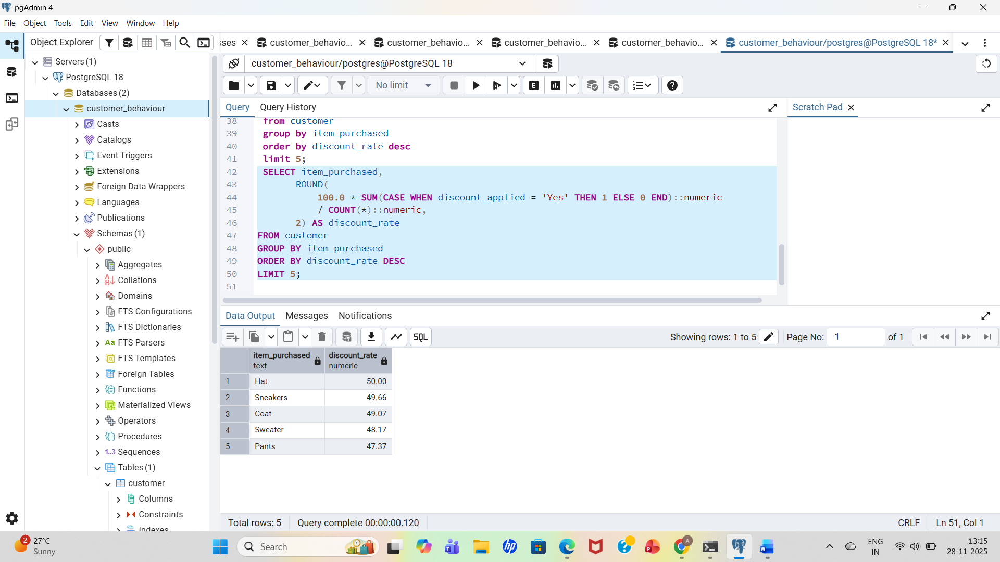 pgAdmin 4
File Object Tools Edit View Window Help
Object Explorer
sses
customer_behavio...
customer_behavio...
customer_behavio...
customer_behavio...
customer_behaviour/postgres@PostgreSQL 18*
Servers (1)
PostgreSQL 18
Databases (2)
customer_behaviour
Casts
Catalogs
Event Triggers
Extensions
Foreign Data Wrappers
Languages
Publications
Schemas (1)
public
Aggregates
Collations
Domains
FTS Configurations
FTS Dictionaries
Aa FTS Parsers
FTS Templates
Foreign Tables
Functions
Materialized Views
Operators
Procedures
1..3 Sequences
Tables (1)
customer
Columns
Constraints
Indexes
customer_behaviour/postgres@PostgreSQL 18
No limit
E
Query Query History
Scratch Pad
38 from customer
39 group by item_purchased
40 order by discount_rate desc
41 limit 5;
42 SELECT item_purchased,
43 ROUND(
44 100.0 * SUM(CASE WHEN discount_applied = 'Yes' THEN 1 ELSE 0 END)::numeric
45 / COUNT(*)::numeric,
46 2) AS discount_rate
47 FROM customer
48 GROUP BY item_purchased
49 ORDER BY discount_rate DESC
50 LIMIT 5;
51
Data Output Messages Notifications
SQL
Showing rows: 1 to 5
Page No: 1 of 1
item_purchased text discount_rate numeric
1 Hat 50.00
2 Sneakers 49.66
3 Coat 49.07
4 Sweater 48.17
5 Pants 47.37
Total rows: 5 Query complete 00:00:00.120
CRLF Ln 51, Col 1
2
27°C
Sunny
Search
hp
A
ENG
IN
13:15
28-11-2025